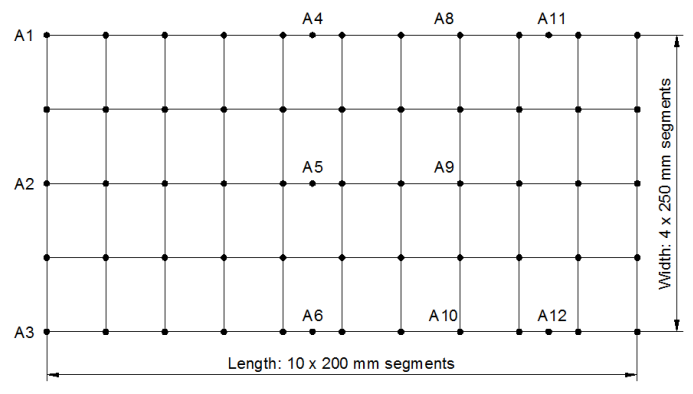 A4 A8 A11
A1
A5 A9
A2
Width: 4 x 250 mm segments
A6 A10 A12
A3
Length: 10 x 200 mm segments